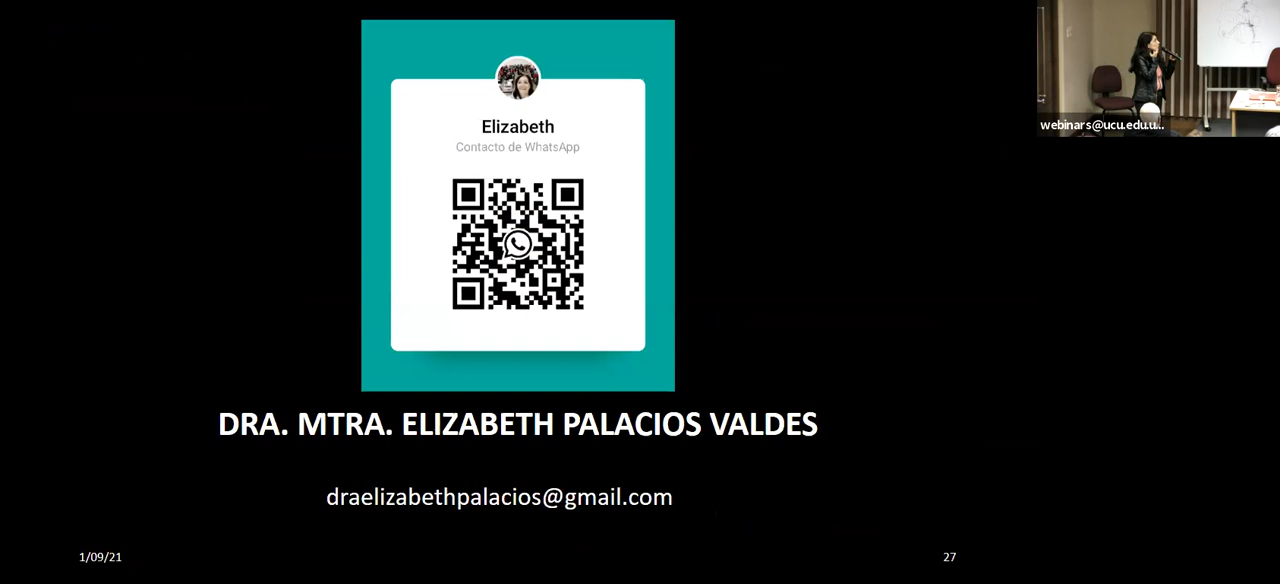 Elizabeth
Contacto de WhatsApp
webinars@ucu.edu.u...
DRA. MTRA. ELIZABETH PALACIOS VALDES
draelizabethpalacios@gmail.com
1/09/21
27